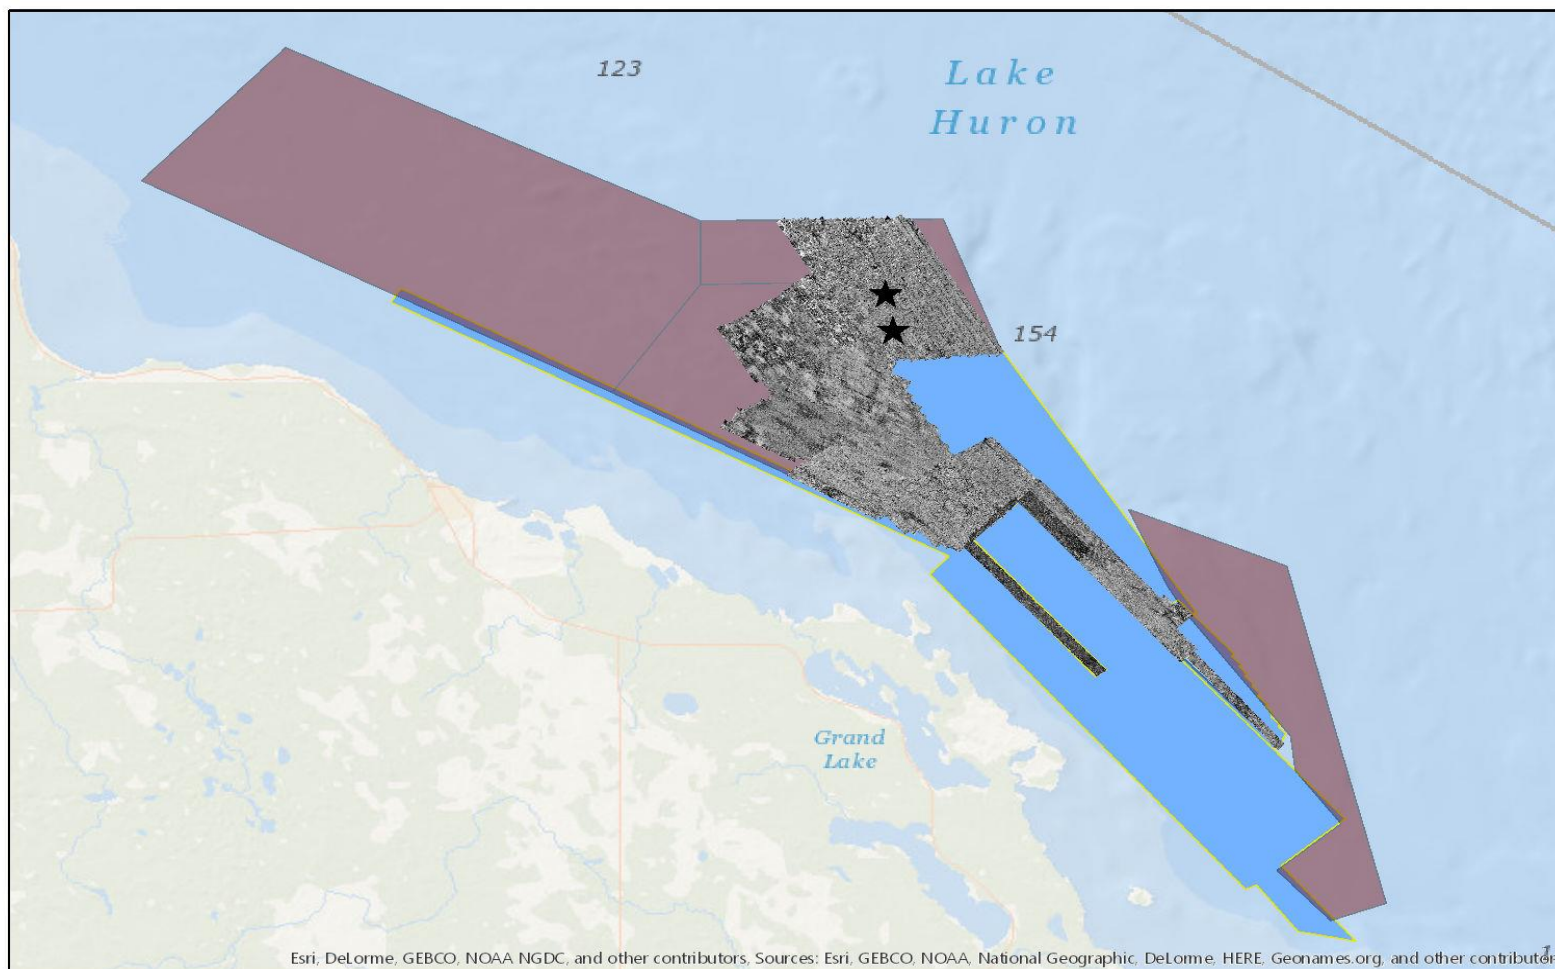 123
Lake
Huron
154
Grand
Lake
Esri, DeLorme, GEBCO, NOAA NGDC, and other contributors, Sources: Esri, GEBCO, NOAA, National Geographic, DeLorme, HERE, Geonames.org, and other contributors